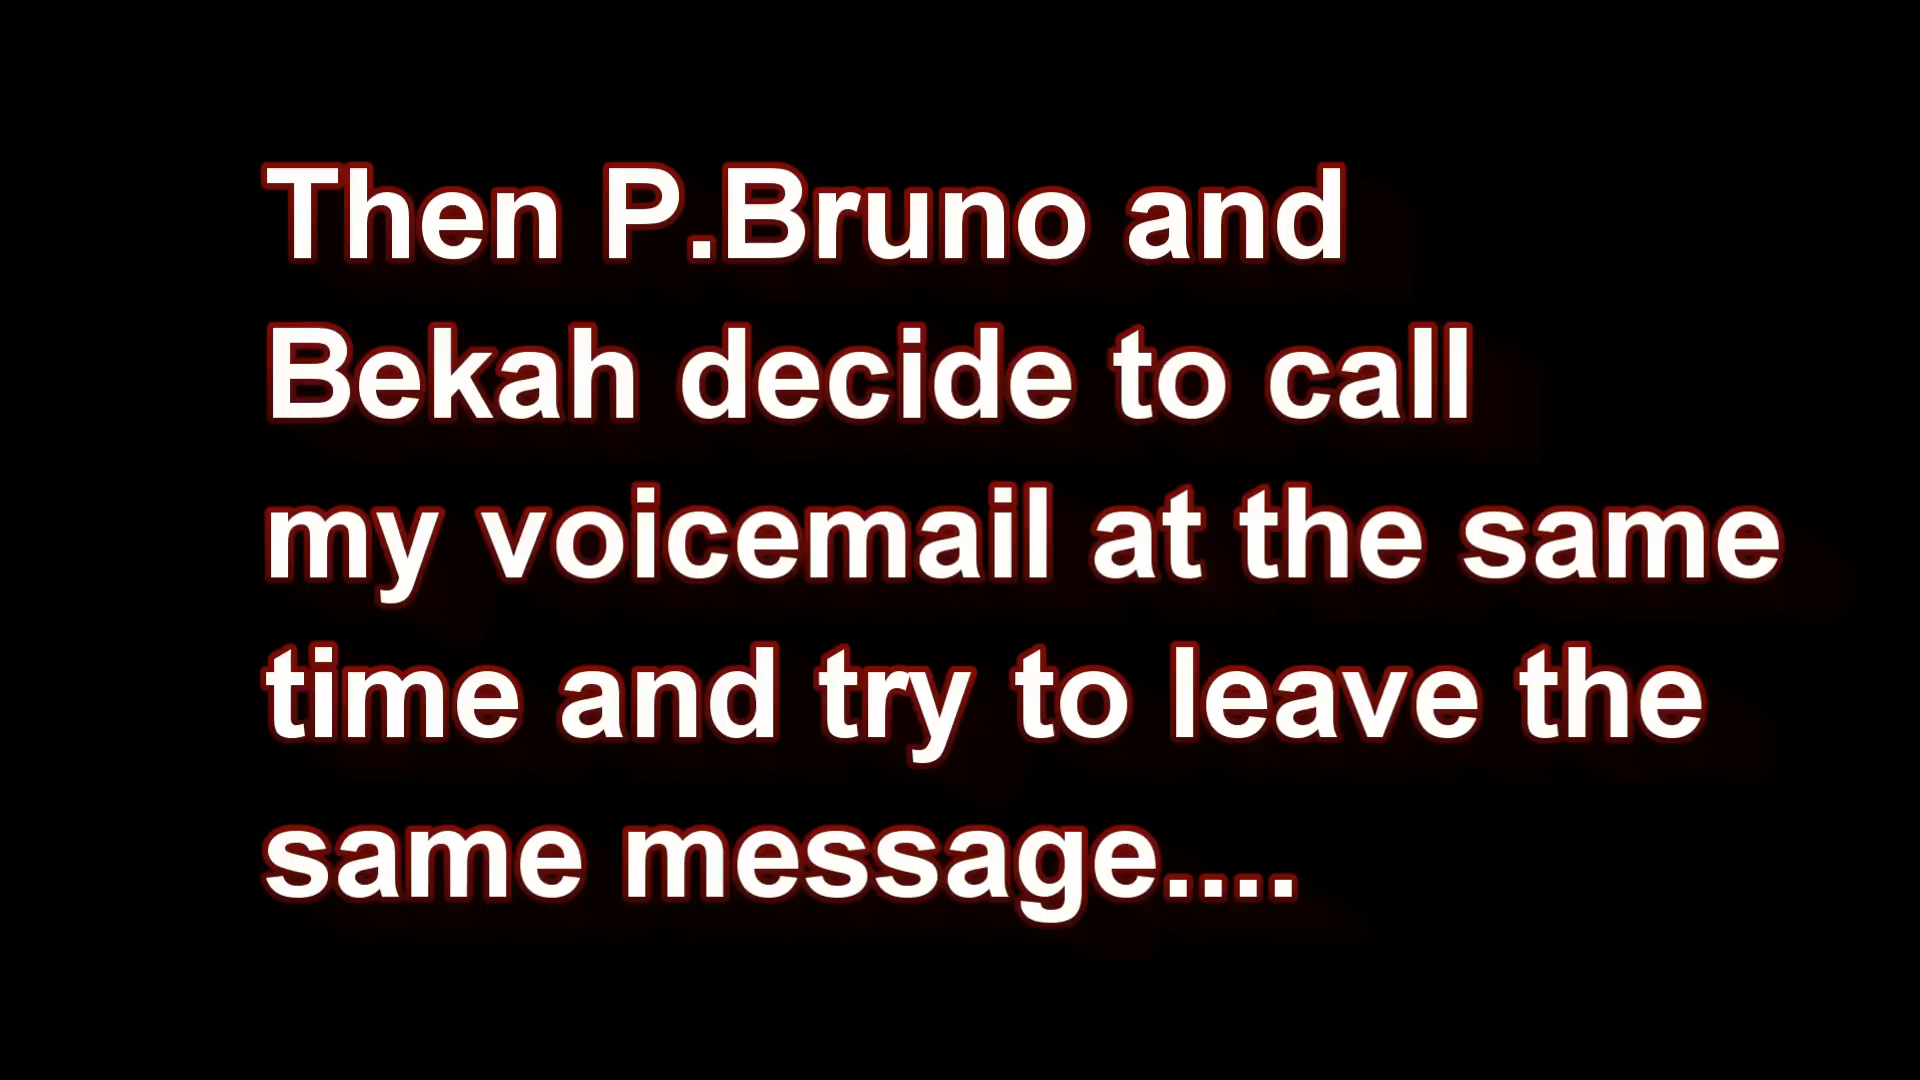 Then P.Bruno and
Bekah decide to call
my voicemail at the same
time and try to leave the
same message....